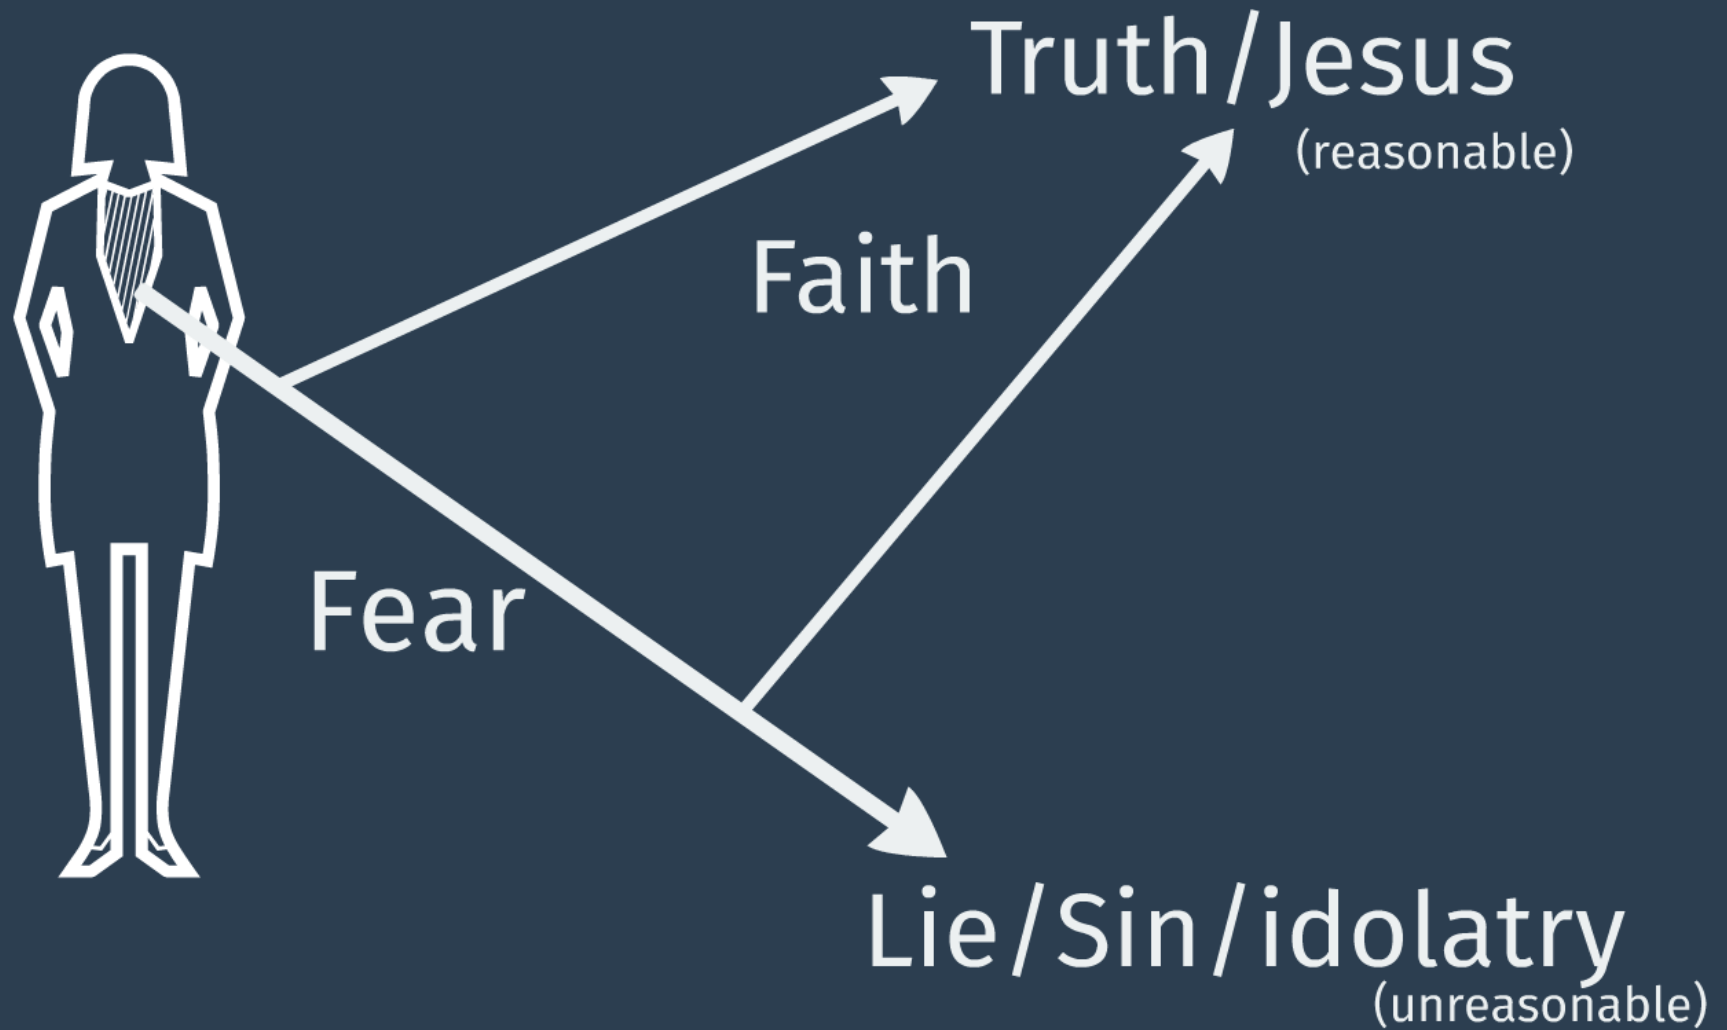 Truth/Jesus
(reasonable)
Faith
Fear
Lie/Sin/idolatry
(unreasonable)